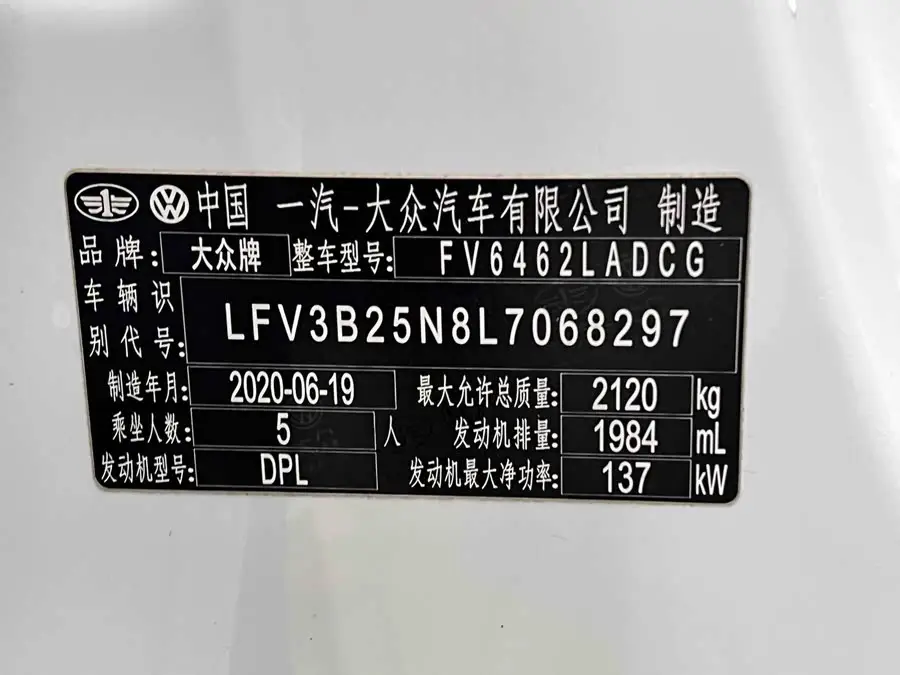 中国 一汽-大众汽车有限公司 制造
品牌: 大众牌 整车型号: FV6462LADCG
车辆识别代号: LFV3B25N8L7068297
制造年月: 2020-06-19 最大允许总质量: 2120 kg
乘坐人数: 5 人 发动机排量: 1984 mL
发动机型号: DPL 发动机最大净功率: 137 kW